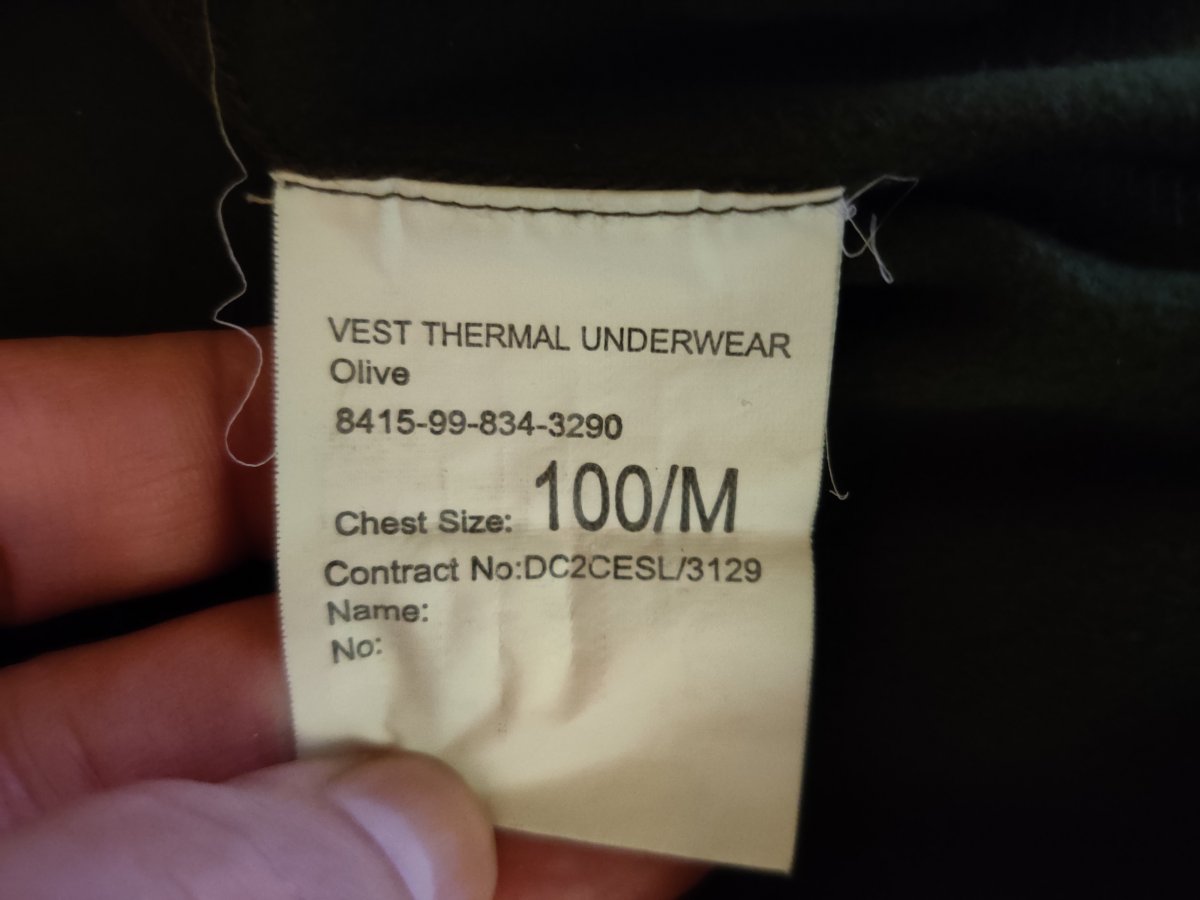 VEST THERMAL UNDERWEAR
Olive
8415-99-834-3290
Chest Size: 100/M
Contract No:DC2CESL/3129
Name:
No: